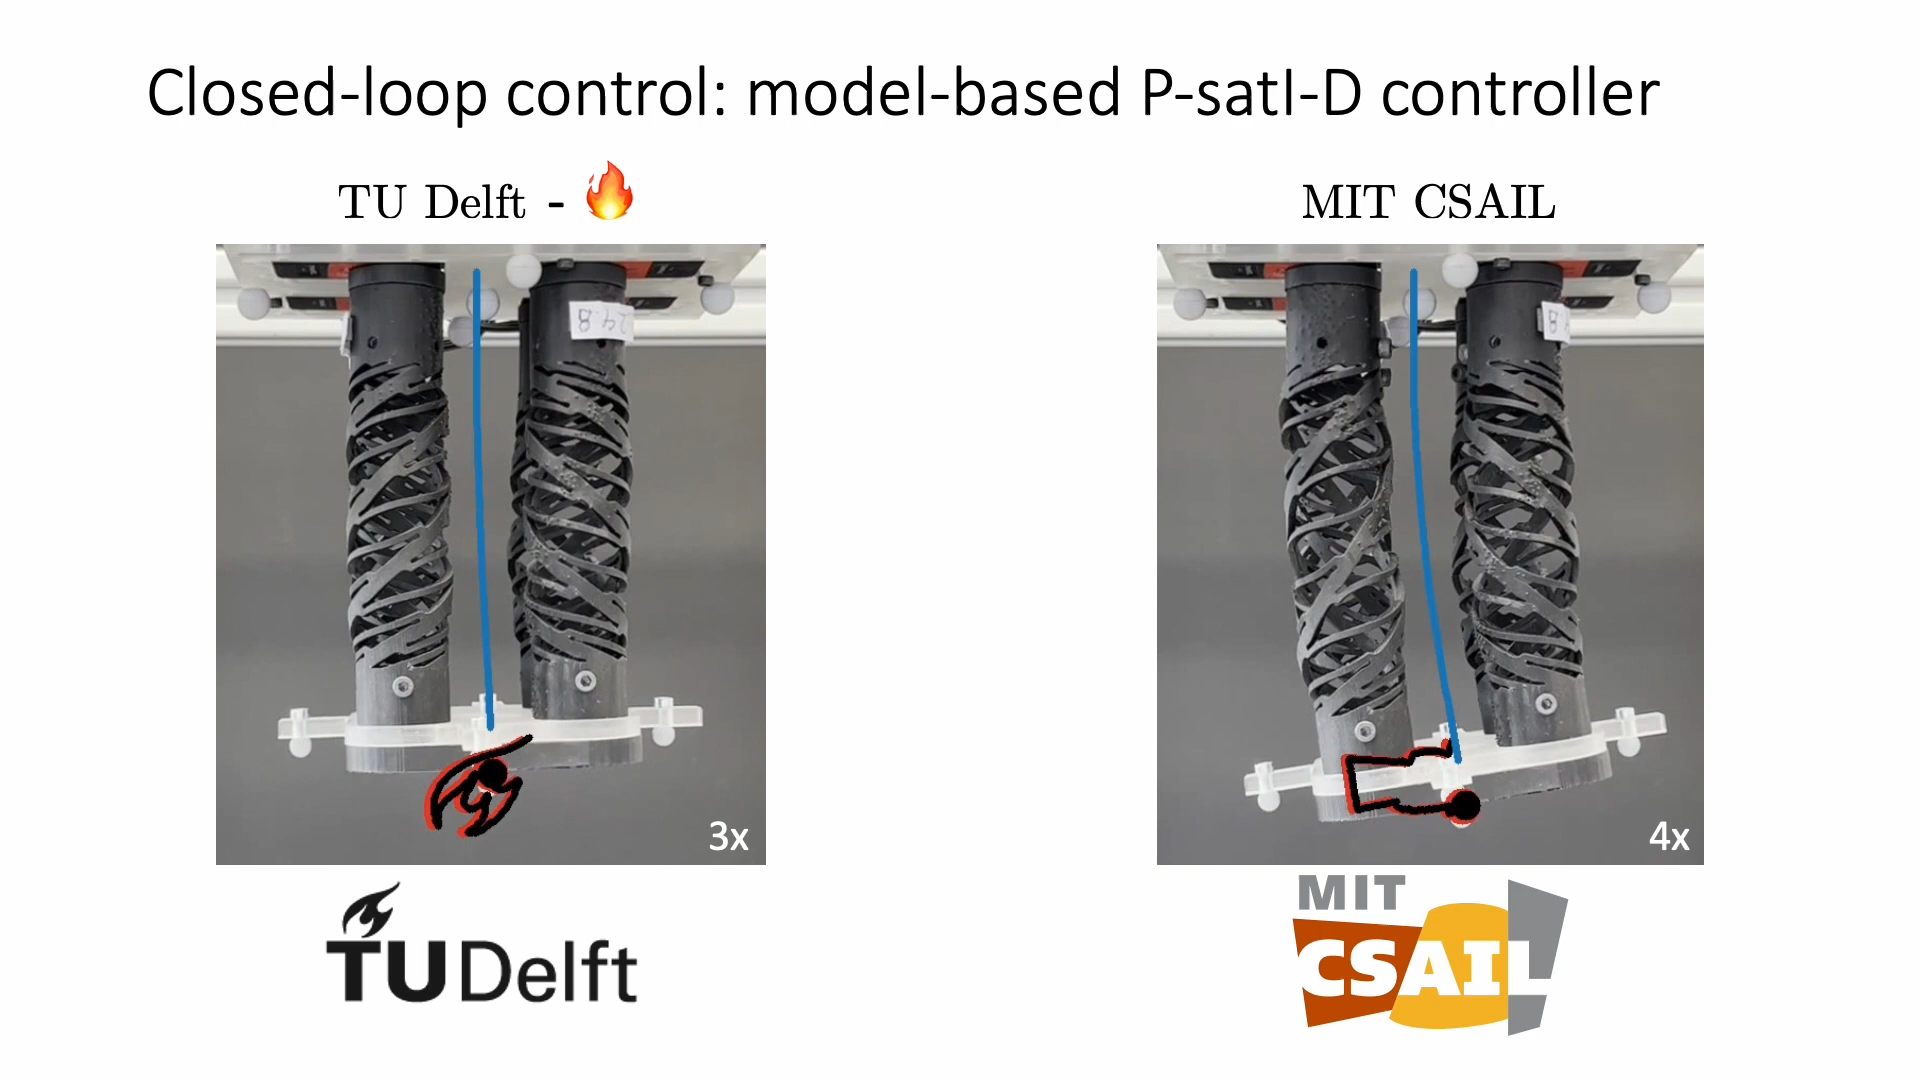 Closed-loop control: model-based P-satI-D controller
TU Delft - 🔥
MIT CSAIL
3x
4x
TUDelft
MIT
CSAIL